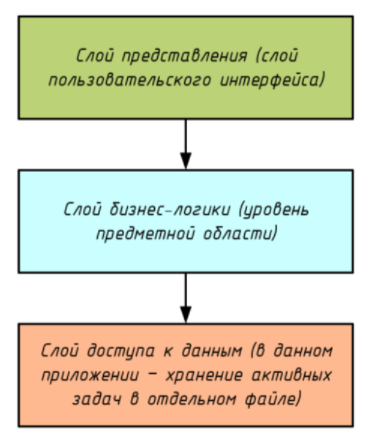 Слой представления (слой
пользовательского интерфейса)
Слой бизнес-логики (уровень
предметной области)
Слой доступа к данным (в данном
приложении – хранение активных
задач в отдельном файле)